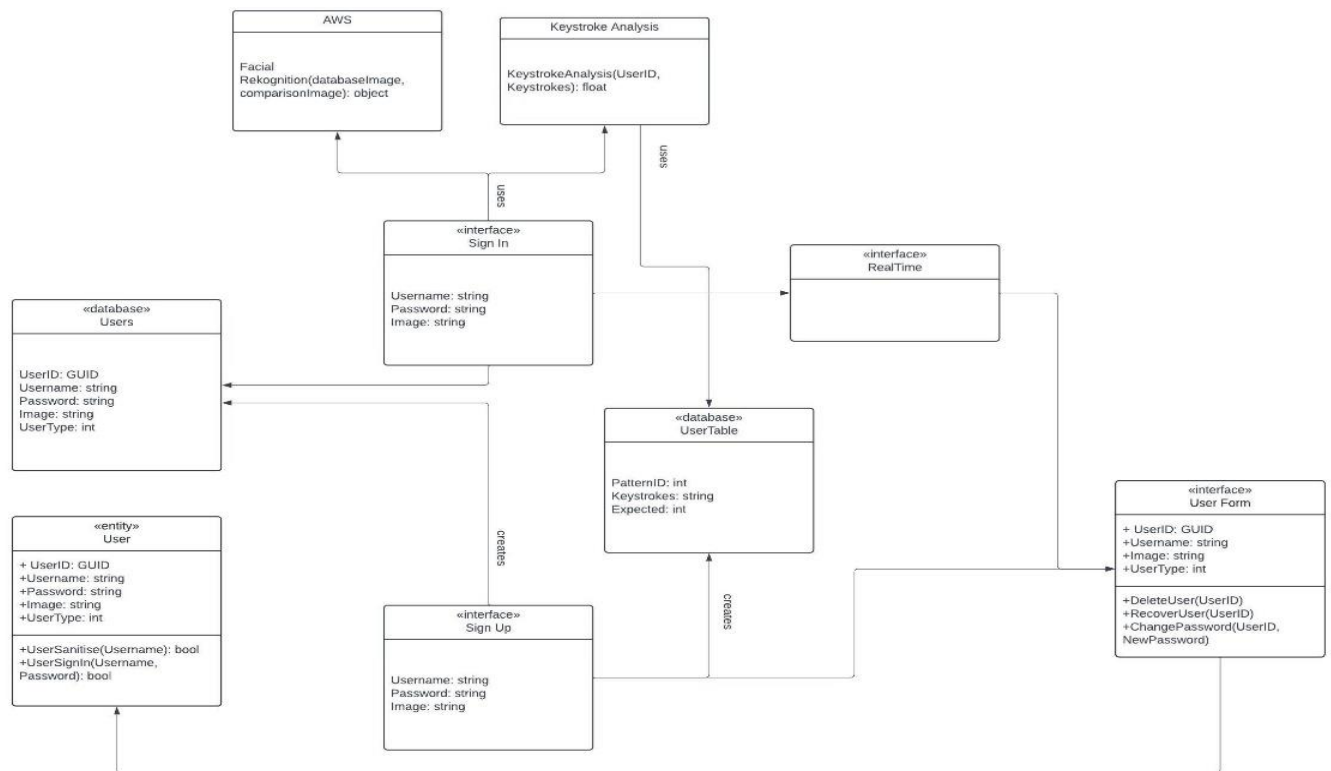 AWS
Facial
Rekognition(databaseImage,
comparisonImage): object
Keystroke Analysis
KeystrokeAnalysis(UserID,
Keystrokes): float
uses
uses
«interface»
Sign In
Username: string
Password: string
Image: string
«interface»
RealTime
«database»
Users
UserID: GUID
Username: string
Password: string
Image: string
UserType: int
«database»
UserTable
PatternID: int
Keystrokes: string
Expected: int
«interface»
User Form
+ UserID: GUID
+Username: string
+Image: string
+UserType: int
+DeleteUser(UserID)
+RecoverUser(UserID)
+ChangePassword(UserID,
NewPassword)
«entity»
User
+ UserID: GUID
+Username: string
+Password: string
+Image: string
+UserType: int
+UserSanitise(Username): bool
+UserSignIn(Username,
Password): bool
creates
creates
«interface»
Sign Up
Username: string
Password: string
Image: string